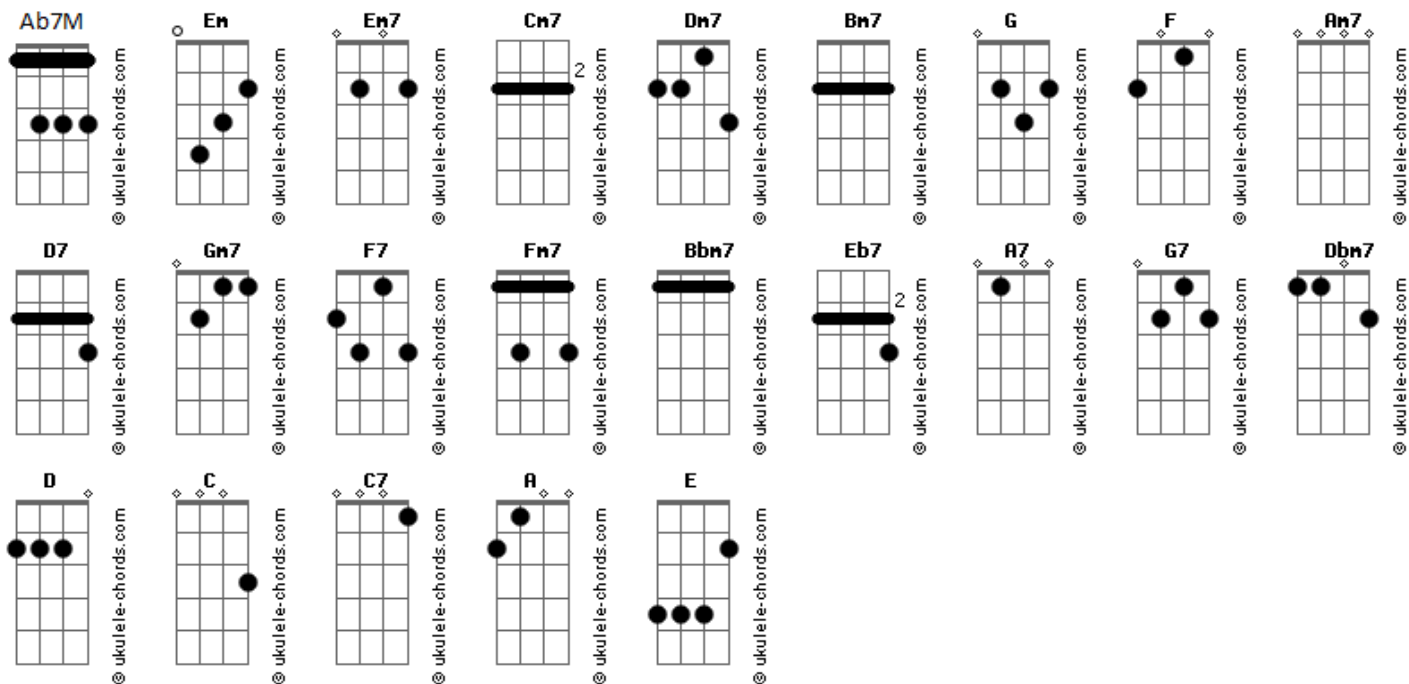 Ab7M Em Em7 Cm7 Dm7 Bm7 G F Am7
2
© ukulele-chords.com © ukulele-chords.com © ukulele-chords.com © ukulele-chords.com © ukulele-chords.com © ukulele-chords.com © ukulele-chords.com © ukulele-chords.com © ukulele-chords.com
D7 Gm7 F7 Fm7 Bbm7 Eb7 A7 G7 Dbm7
2
© ukulele-chords.com © ukulele-chords.com © ukulele-chords.com © ukulele-chords.com © ukulele-chords.com © ukulele-chords.com © ukulele-chords.com © ukulele-chords.com © ukulele-chords.com
D C C7 A E
© ukulele-chords.com © ukulele-chords.com © ukulele-chords.com © ukulele-chords.com © ukulele-chords.com